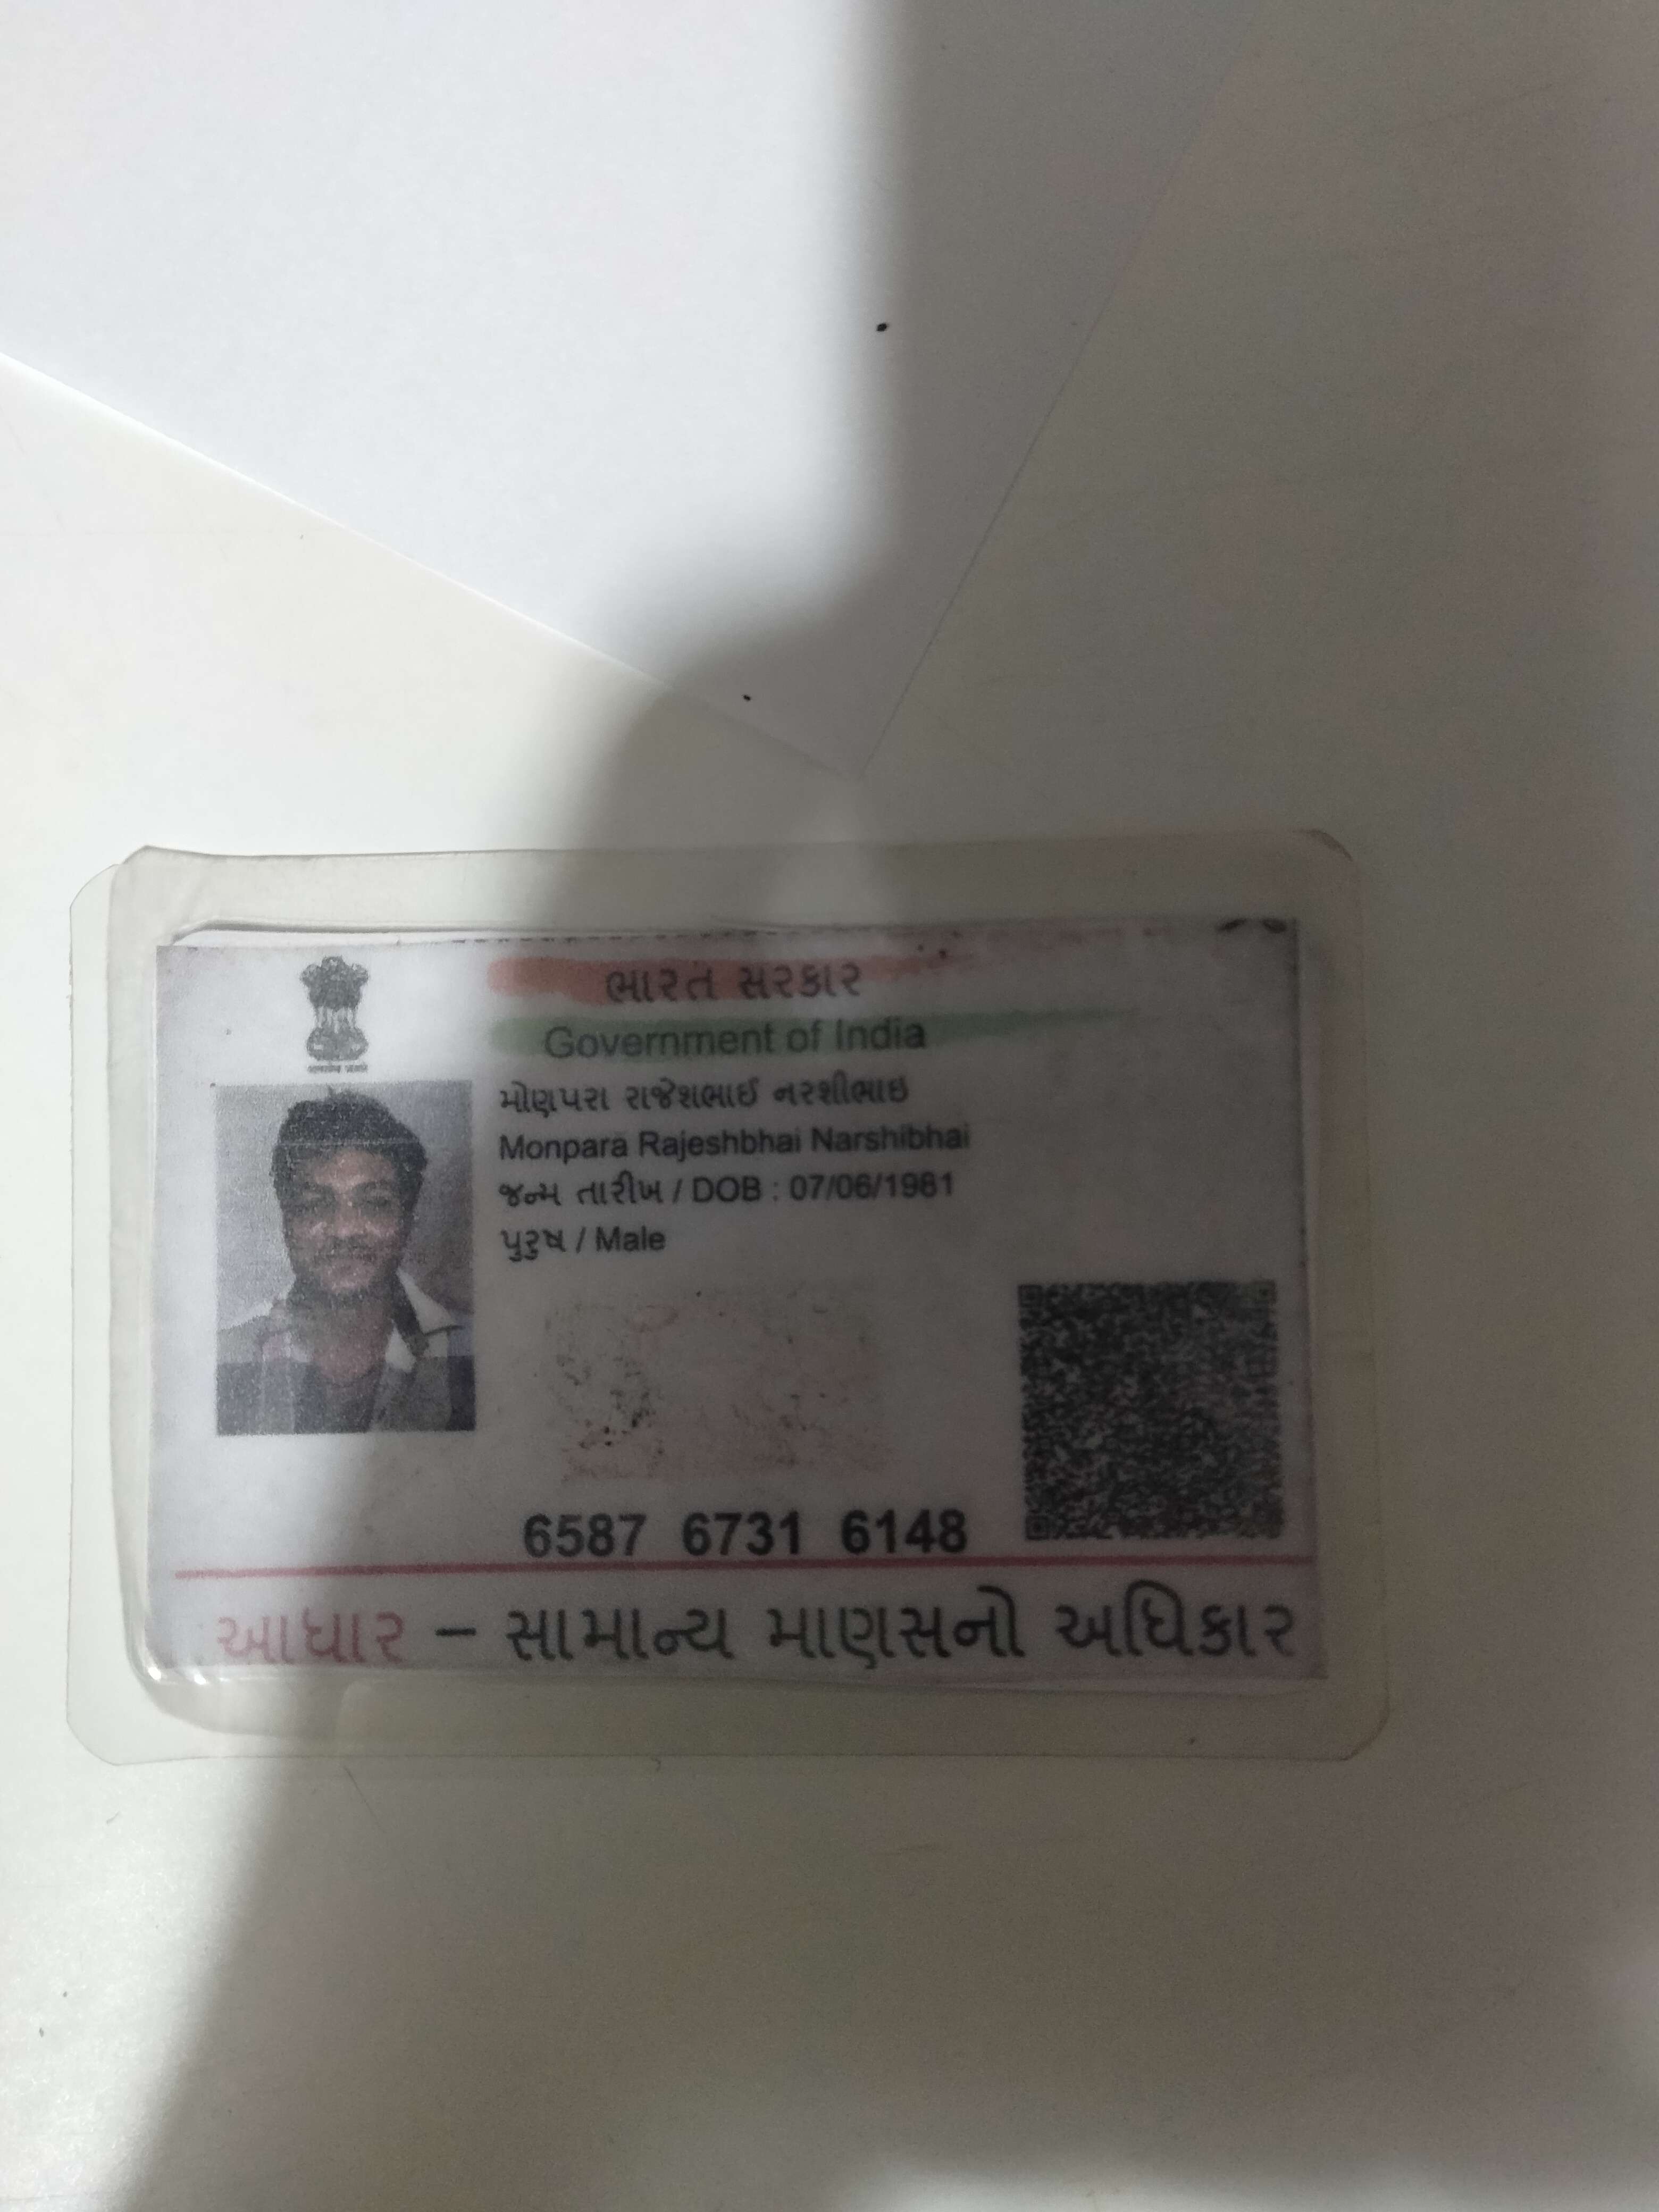 ભારત સરકાર
Government of India
મોણપરા રાજેશભાઈ નરશીભાઇ
Monpara Rajeshbhai Narshibhai
જન્મ તારીખ / DOB : 07/06/1981
પુરુષ / Male
6587 6731 6148
આધાર – સામાન્ય માણસનો અધિકાર